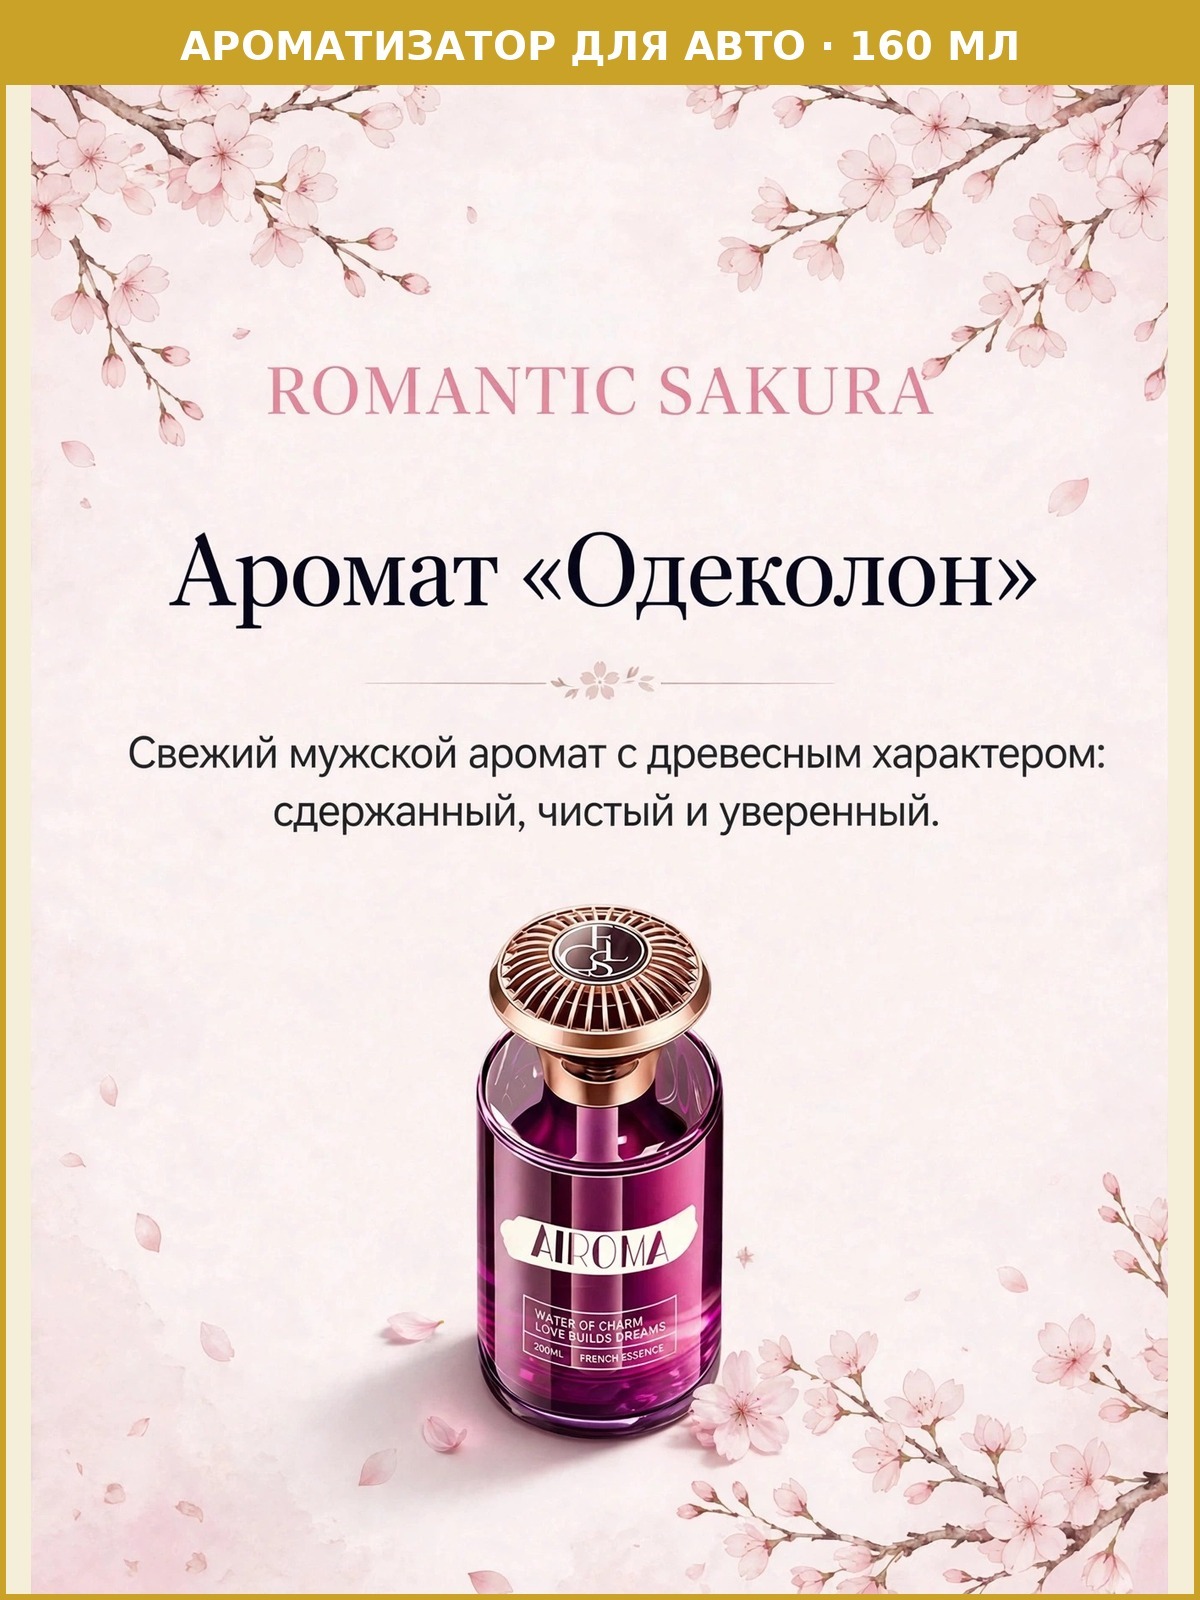 АРОМАТИЗАТОР ДЛЯ АВТО · 160 МЛ
ROMANTIC SAKURA
Аромат «Одеколон»
Свежий мужской аромат с древесным характером:
сдержанный, чистый и уверенный.
AIROMA
WATER OF CHARM
LOVE BUILDS DREAMS
200ML FRENCH ESSENCE